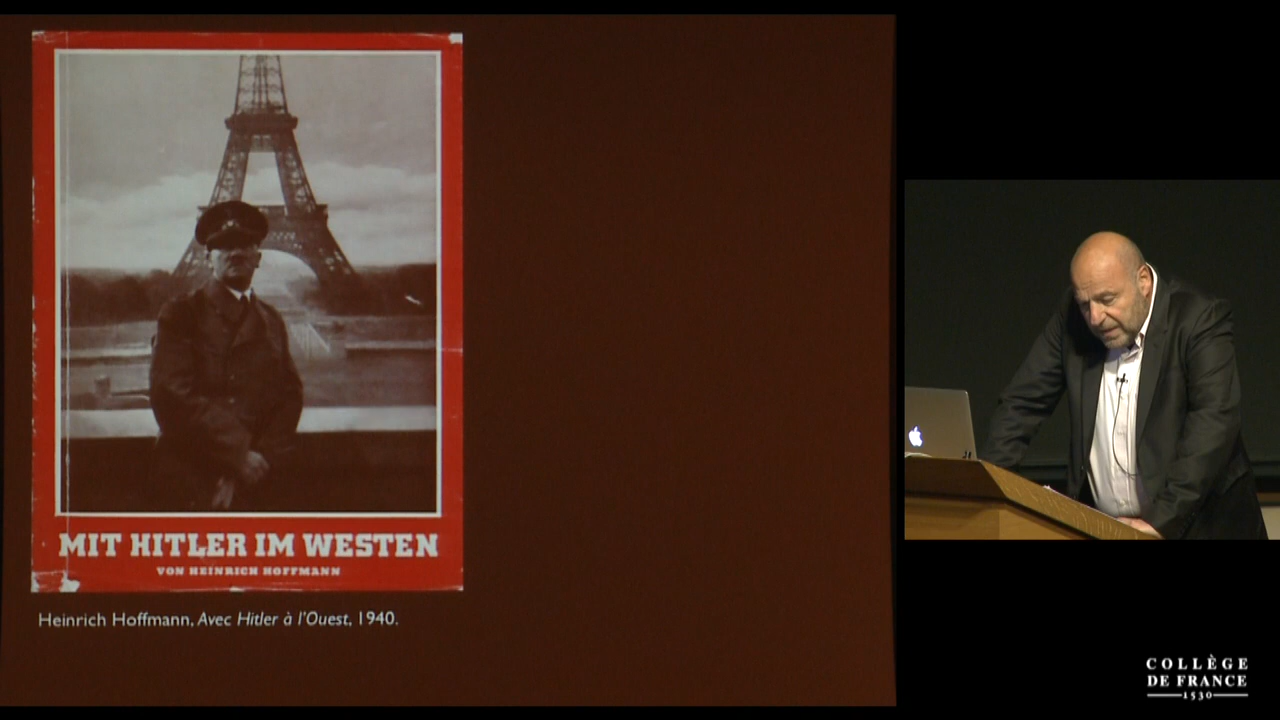 MIT HITLER IM WESTEN
VON HEINRICH HOFFMANN
Heinrich Hoffmann, Avec Hitler à l'Ouest, 1940.
COLLÈGE
DE FRANCE
1530